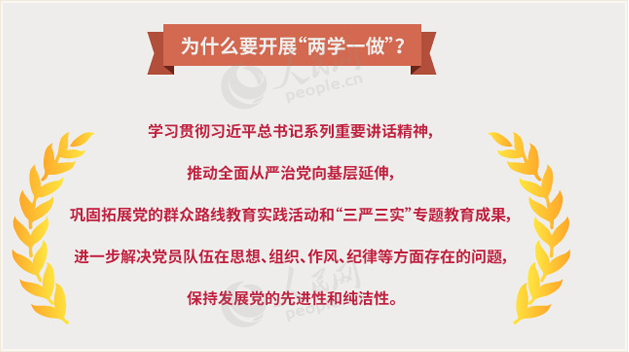 为什么要开展“两学一做”？
人民网
people.cn
学习贯彻习近平总书记系列重要讲话精神,
推动全面从严治党向基层延伸,
巩固拓展党的群众路线教育实践活动和“三严三实”专题教育成果,
进一步解决党员队伍在思想、组织、作风、纪律等方面存在的问题,
人民网
保持发展党的先进性和纯洁性。